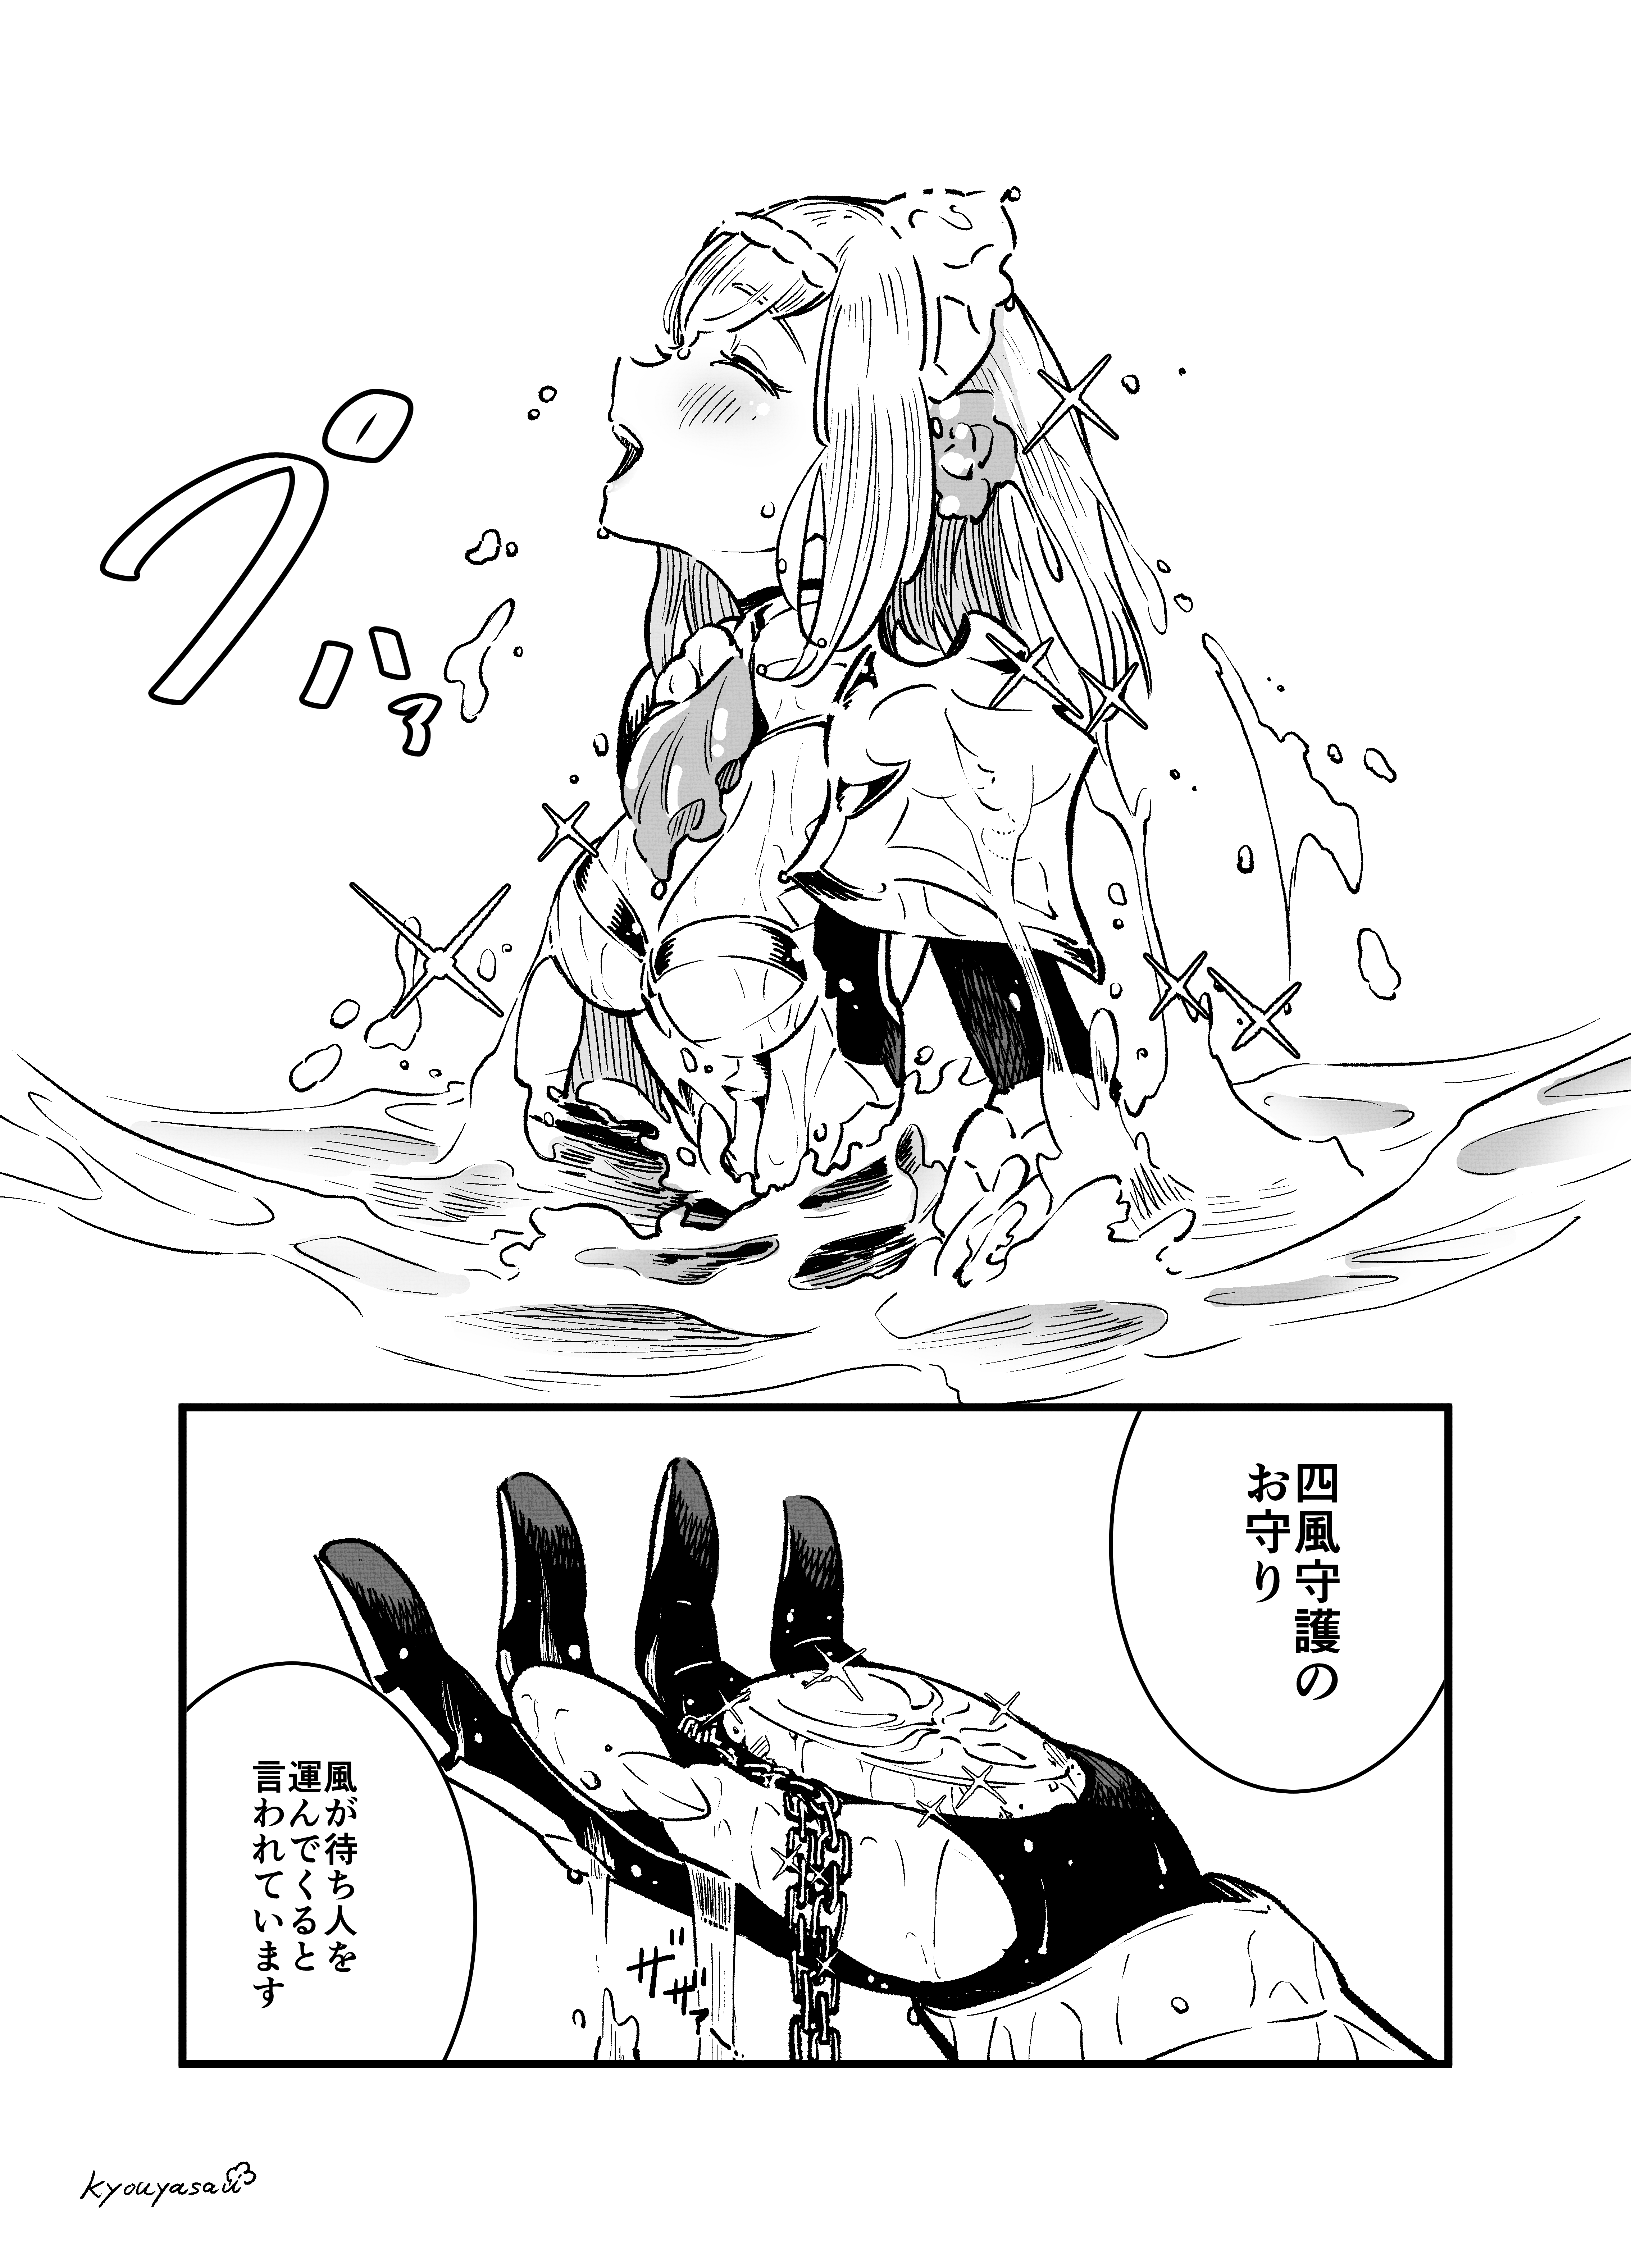 プハァ
四風守護の
お守り
風が待ち人を
運んでくると
言われています
ザザァ
kyouyasai